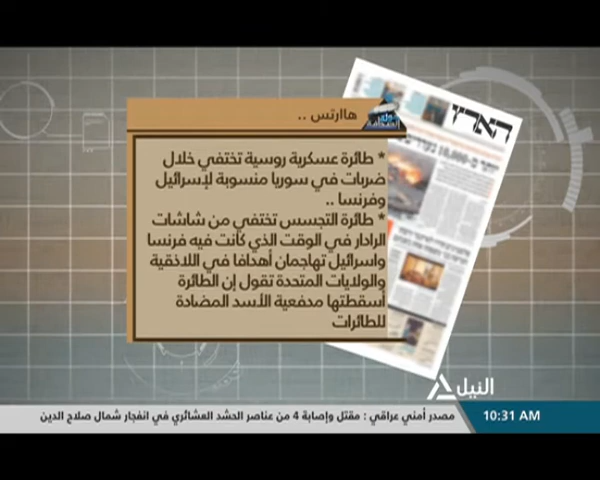 هاارتس ..
הארץ
* طائرة عسكرية روسية تختفي خلال
ضربات في سوريا منسوبة لإسرائيل
وفرنسا ..
* طائرة التجسس تختفي من شاشات
الرادار في الوقت الذي كانت فيه فرنسا
واسرائيل تهاجمان أهدافا في اللاذقية
والولايات المتحدة تقول إن الطائرة
أسقطتها مدفعية الأسد المضادة
للطائرات
النيل
مصدر أمني عراقي : مقتل وإصابة 4 من عناصر الحشد العشائري في انفجار شمال صلاح الدين
10:31 AM